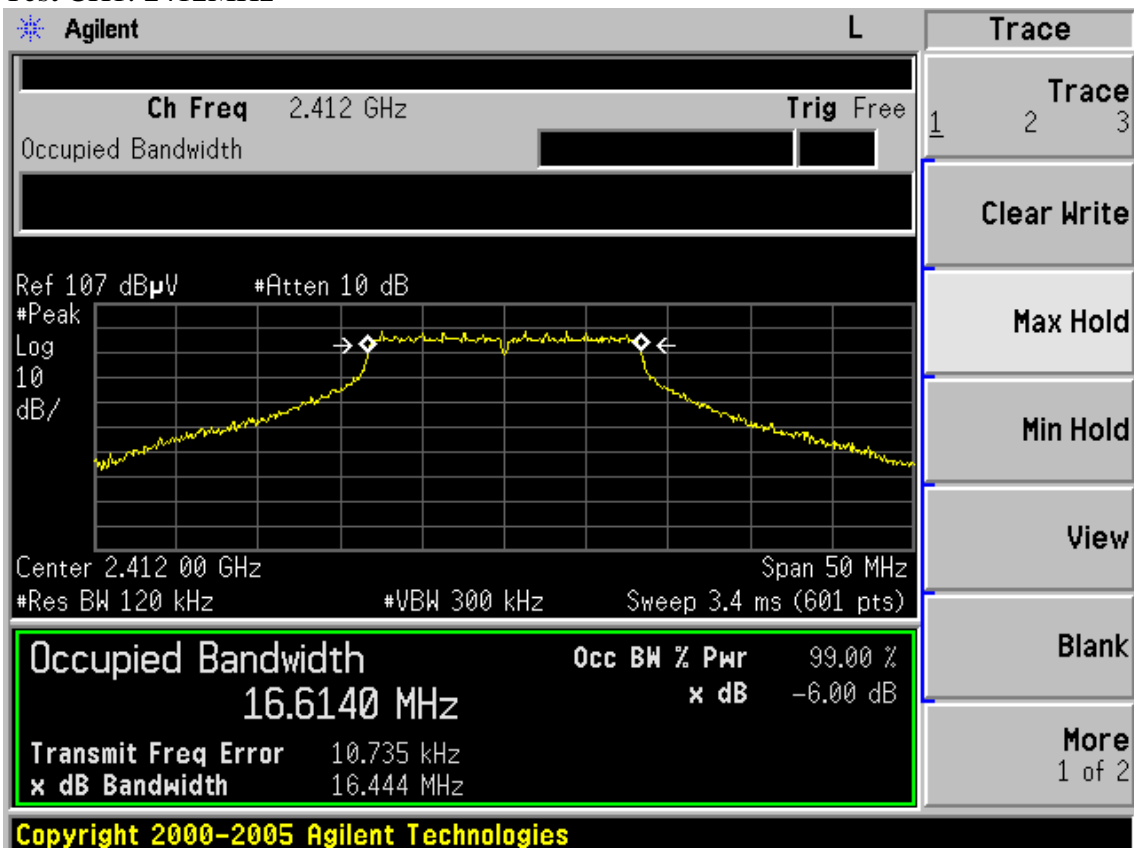 Agilent L Trace
Ch Freq 2.412 GHz Trig Free
Occupied Bandwidth
Trace
1 2 3
Clear Write
Max Hold
Min Hold
View
Blank
More
1 of 2
Ref 107 dBµV #Atten 10 dB
#Peak
Log
10
dB/
Center 2.412 00 GHz Span 50 MHz
#Res BW 120 kHz #VBW 300 kHz Sweep 3.4 ms (601 pts)
Occupied Bandwidth Occ BW % Pwr 99.00 %
16.6140 MHz x dB -6.00 dB
Transmit Freq Error 10.735 kHz
x dB Bandwidth 16.444 MHz
Copyright 2000-2005 Agilent Technologies